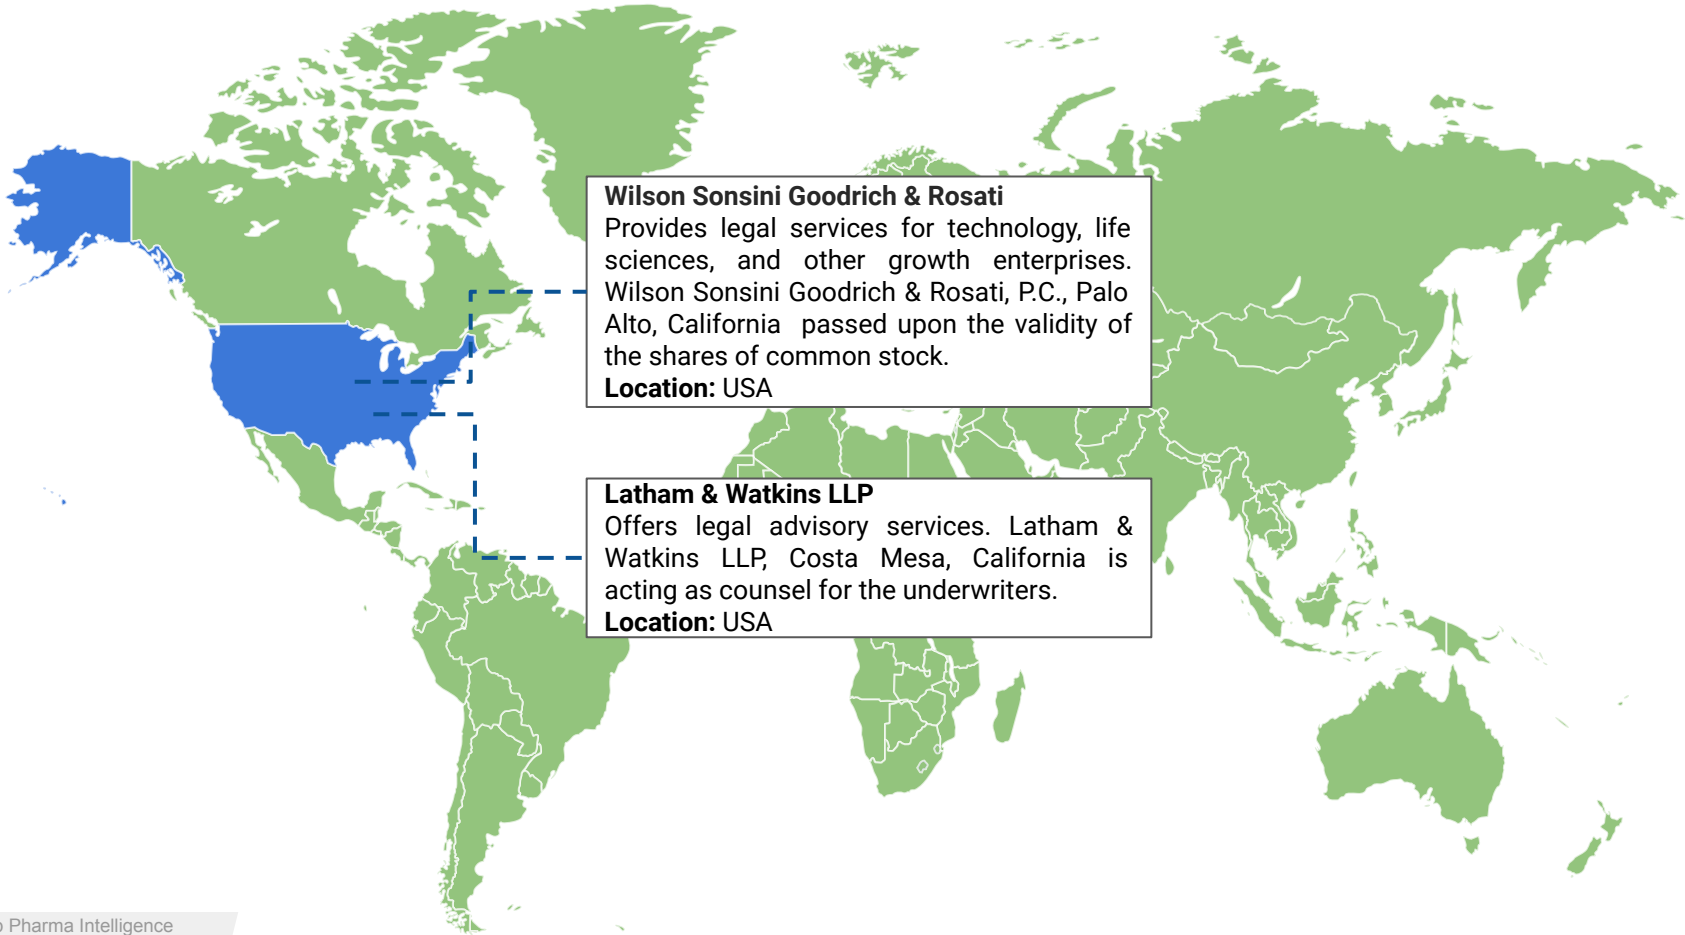 Wilson Sonsini Goodrich & Rosati
Provides legal services for technology, life
sciences, and other growth enterprises.
Wilson Sonsini Goodrich & Rosati, P.C., Palo
Alto, California passed upon the validity of
the shares of common stock.
Location: USA
Latham & Watkins LLP
Offers legal advisory services. Latham &
Watkins LLP, Costa Mesa, California is
acting as counsel for the underwriters.
Location: USA
Pharma Intelligence